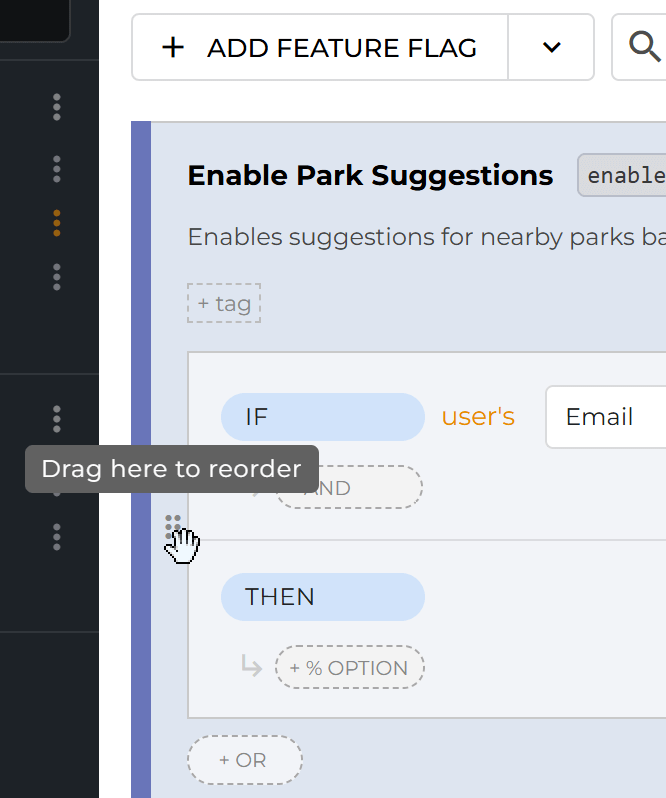 + ADD FEATURE FLAG
Enable Park Suggestions
enable
Enables suggestions for nearby parks ba
+ tag
IF user's Email
Drag here to reorder
AND
THEN
+ % OPTION
+ OR